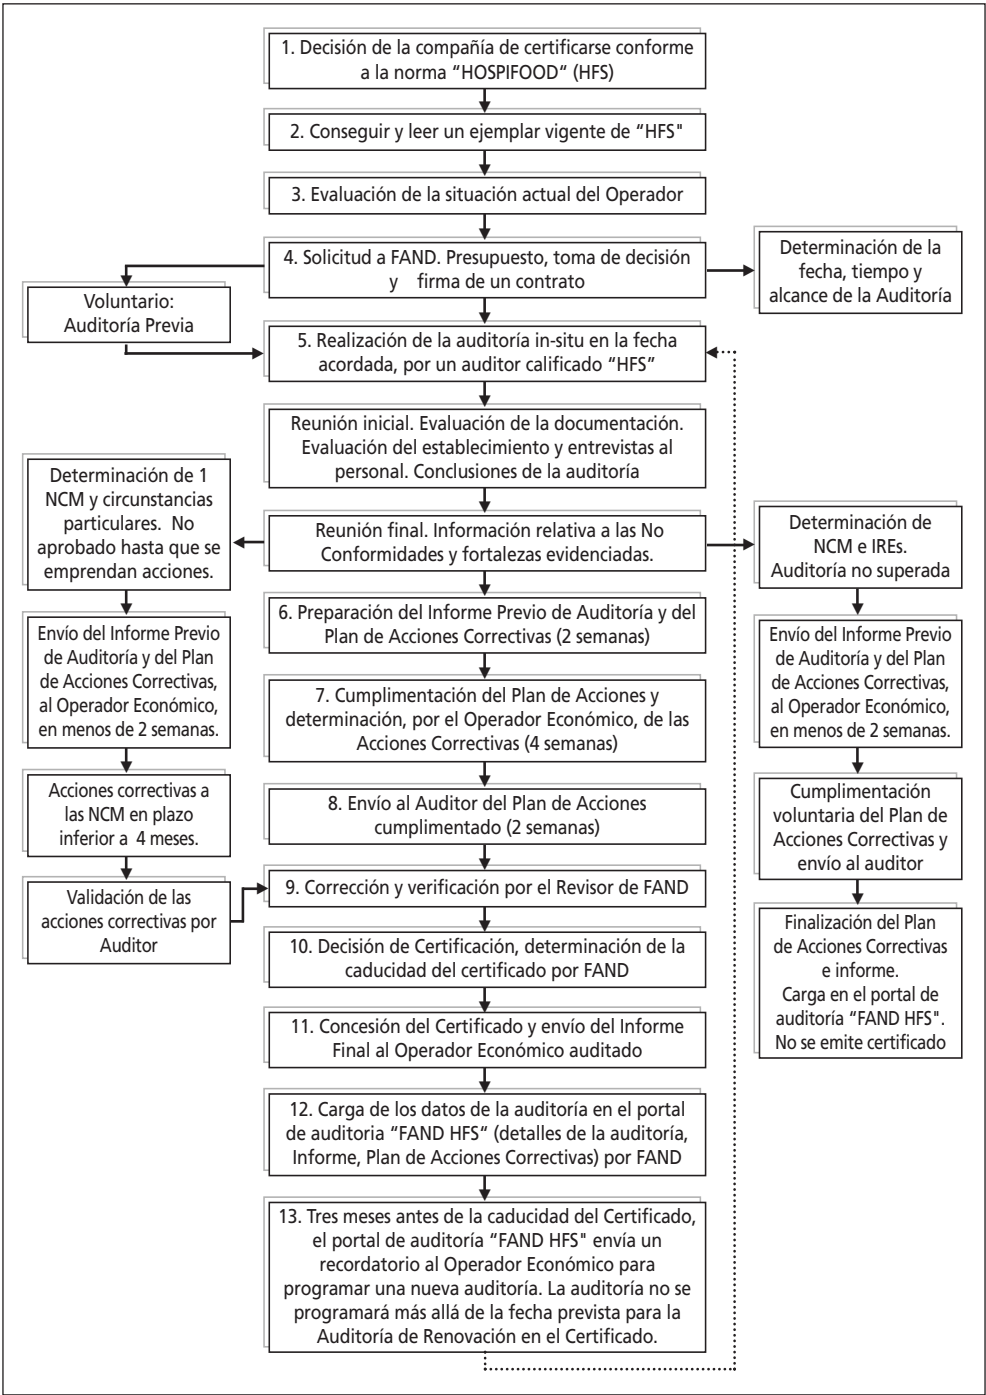 1. Decisión de la compañía de certificarse conforme
a la norma “HOSPIFOOD“ (HFS)
2. Conseguir y leer un ejemplar vigente de “HFS"
3. Evaluación de la situación actual del Operador
4. Solicitud a FAND. Presupuesto, toma de decisión
y firma de un contrato
Determinación de la
fecha, tiempo y
alcance de la Auditoría
Voluntario:
Auditoría Previa
5. Realización de la auditoría in-situ en la fecha
acordada, por un auditor calificado “HFS”
Reunión inicial. Evaluación de la documentación.
Evaluación del establecimiento y entrevistas al
personal. Conclusiones de la auditoría
Determinación de 1
NCM y circunstancias
particulares. No
aprobado hasta que se
emprendan acciones.
Reunión final. Información relativa a las No
Conformidades y fortalezas evidenciadas.
Determinación de
NCM e IREs.
Auditoría no superada
6. Preparación del Informe Previo de Auditoría y del
Plan de Acciones Correctivas (2 semanas)
Envío del Informe Previo
de Auditoría y del Plan
de Acciones Correctivas,
al Operador Económico,
en menos de 2 semanas.
Envío del Informe Previo
de Auditoría y del Plan
de Acciones Correctivas,
al Operador Económico,
en menos de 2 semanas.
7. Cumplimentación del Plan de Acciones y
determinación, por el Operador Económico, de las
Acciones Correctivas (4 semanas)
Acciones correctivas a
las NCM en plazo
inferior a 4 meses.
8. Envío al Auditor del Plan de Acciones
cumplimentado (2 semanas)
Cumplimentación
voluntaria del Plan de
Acciones Correctivas y
envío al auditor
Validación de las
acciones correctivas por
Auditor
9. Corrección y verificación por el Revisor de FAND
10. Decisión de Certificación, determinación de la
caducidad del certificado por FAND
Finalización del Plan
de Acciones Correctivas
e informe.
Carga en el portal de
auditoría “FAND HFS".
No se emite certificado
11. Concesión del Certificado y envío del Informe
Final al Operador Económico auditado
12. Carga de los datos de la auditoría en el portal
de auditoria “FAND HFS“ (detalles de la auditoría,
Informe, Plan de Acciones Correctivas) por FAND
13. Tres meses antes de la caducidad del Certificado,
el portal de auditoría “FAND HFS" envía un
recordatorio al Operador Económico para
programar una nueva auditoría. La auditoría no se
programará más allá de la fecha prevista para la
Auditoría de Renovación en el Certificado.